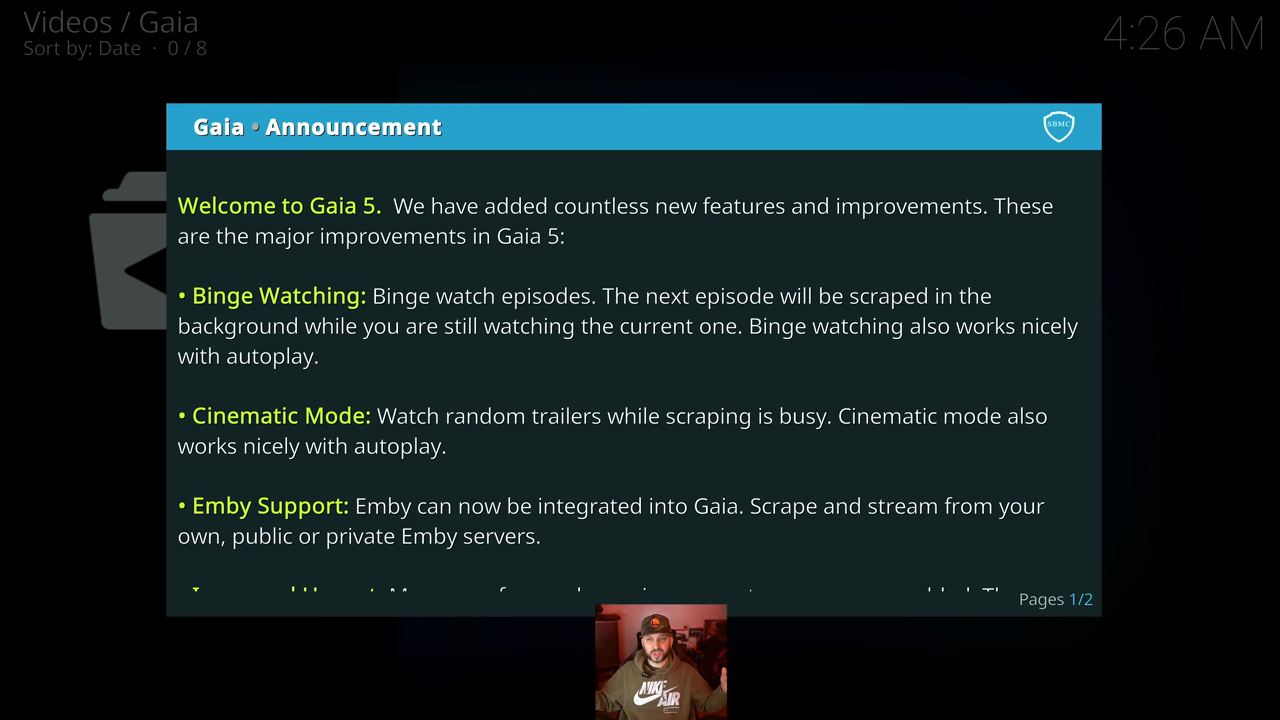 Videos / Gaia
Sort by: Date · 0 / 8
4:26 AM
Gaia • Announcement
SBMC
Welcome to Gaia 5. We have added countless new features and improvements. These
are the major improvements in Gaia 5:
• Binge Watching: Binge watch episodes. The next episode will be scraped in the
background while you are still watching the current one. Binge watching also works nicely
with autoplay.
• Cinematic Mode: Watch random trailers while scraping is busy. Cinematic mode also
works nicely with autoplay.
• Emby Support: Emby can now be integrated into Gaia. Scrape and stream from your
own, public or private Emby servers.
Pages 1/2
NIKE
AIR